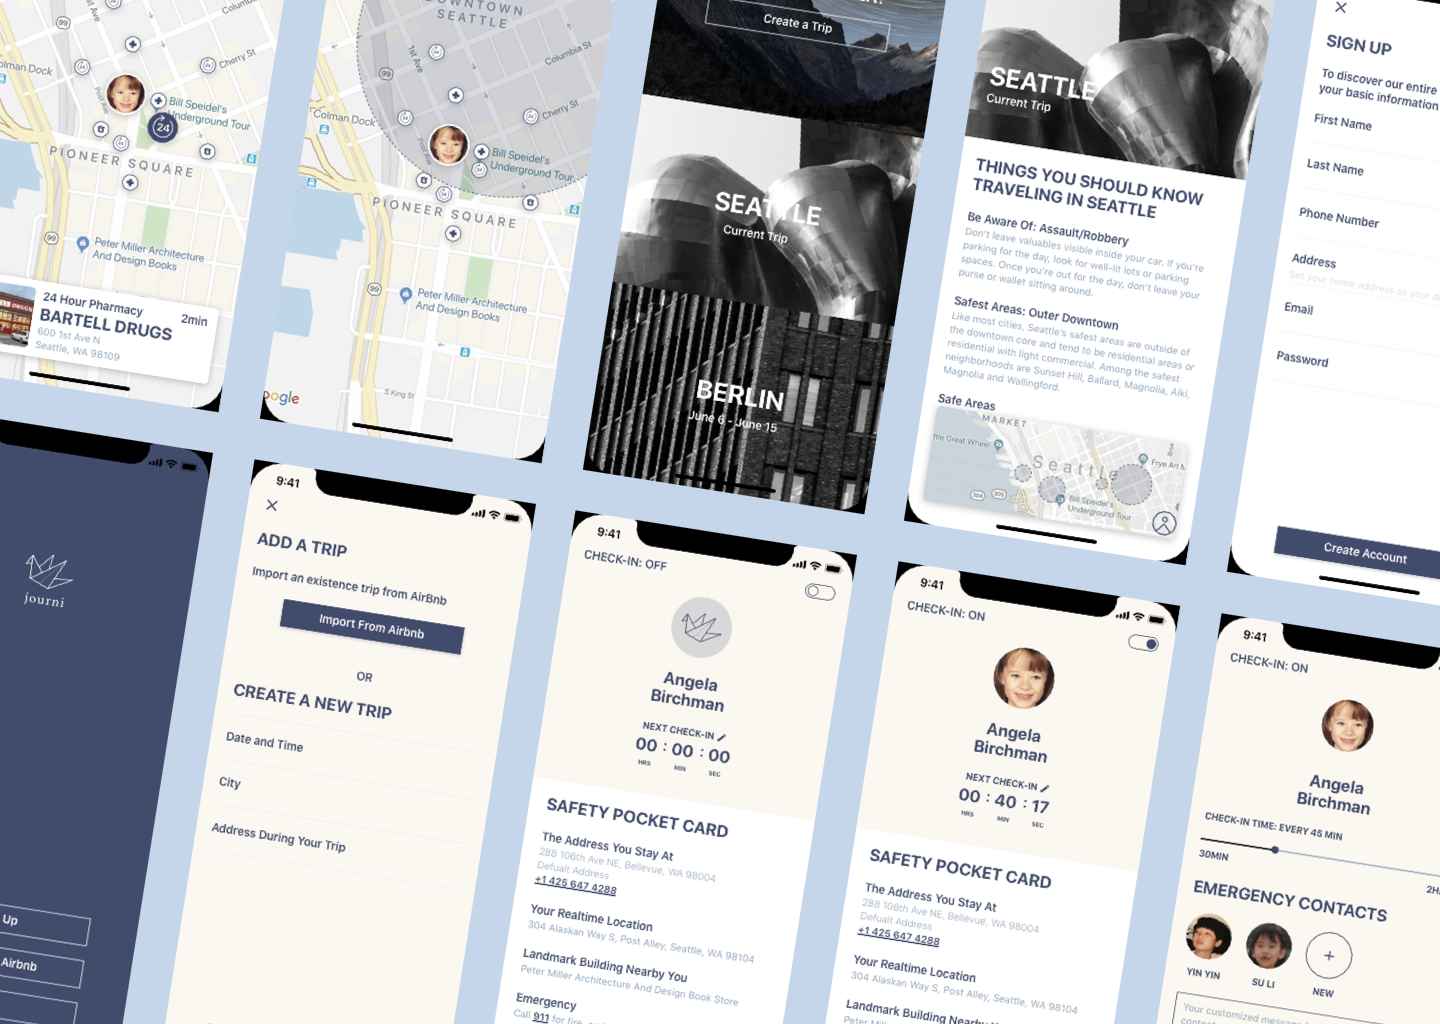 99
Columbia St
Cherry St
olman Dock
Bill Speidel's
Underground Tour
24
PIONEER SQUARE
99
Peter Miller Architecture
And Design Books
24 Hour Pharmacy
2min
BARTELL DRUGS
600 1st Ave N
Seattle, WA 98109
DOWNTOWN
SEATTLE
1st Ave
Columbia St
99
Cherry St
Colman Dock
Bill Speidel's
Underground Tour
PIONEER SQUARE
99
Peter Miller Architecture
And Design Books
S King St
oogle
Create a Trip
SEATTLE
Current Trip
BERLIN
June 6 - June 15
SEATTLE
Current Trip
THINGS YOU SHOULD KNOW
TRAVELING IN SEATTLE
Be Aware Of: Assault/Robbery
Don't leave valuables visible inside your car. If you're
parking for the day, look for well-lit lots or parking
spaces. Once you're out for the day, don't leave your
purse or wallet sitting around.
Safest Areas: Outer Downtown
Like most cities, Seattle's safest areas are outside of
the downtown core and tend to be residential areas or
residential with light commercial. Among the safest
neighborhoods are Sunset Hill, Ballard, Magnolia, Alki,
Magnolia and Wallingford.
Safe Areas
MARKET
ttle Great Wheel
Seattle
Frye Art M
304
305
Bill Speidel's
Underground Tour
SIGN UP
To discover our entire
your basic information
First Name
Last Name
Phone Number
Address
Set your home address as your d
Email
Password
Create Account
journi
Up
Airbnb
9:41
ADD A TRIP
Import an existence trip from AirBnb
Import From Airbnb
OR
CREATE A NEW TRIP
Date and Time
City
Address During Your Trip
9:41
CHECK-IN: OFF
Angela
Birchman
NEXT CHECK-IN
00 : 00 : 00
HRS MIN SEC
SAFETY POCKET CARD
The Address You Stay At
288 106th Ave NE, Bellevue, WA 98004
Defualt Address
+1 425 647 4288
Your Realtime Location
304 Alaskan Way S, Post Alley, Seattle, WA 98104
Landmark Building Nearby You
Peter Miller Architecture And Design Book Store
Emergency
Call 911 for fire,
9:41
CHECK-IN: ON
Angela
Birchman
NEXT CHECK-IN
00 : 40 : 17
HRS MIN SEC
SAFETY POCKET CARD
The Address You Stay At
288 106th Ave NE, Bellevue, WA 98004
Defualt Address
+1 425 647 4288
Your Realtime Location
304 Alaskan Way S, Post Alley, Seattle, WA 98104
Landmark Building Nearby You
Peter Miller Architecture And
9:41
CHECK-IN: ON
Angela
Birchman
CHECK-IN TIME: EVERY 45 MIN
30MIN
2H
EMERGENCY CONTACTS
YIN YIN
SU LI
NEW
Your customized messag